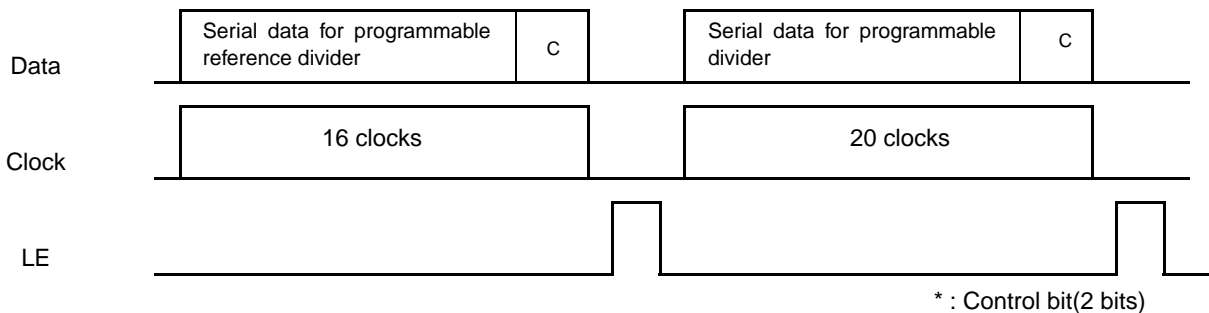 Serial data for programmable
reference divider
C
Serial data for programmable
divider
C
Data
16 clocks
20 clocks
Clock
LE
* : Control bit(2 bits)